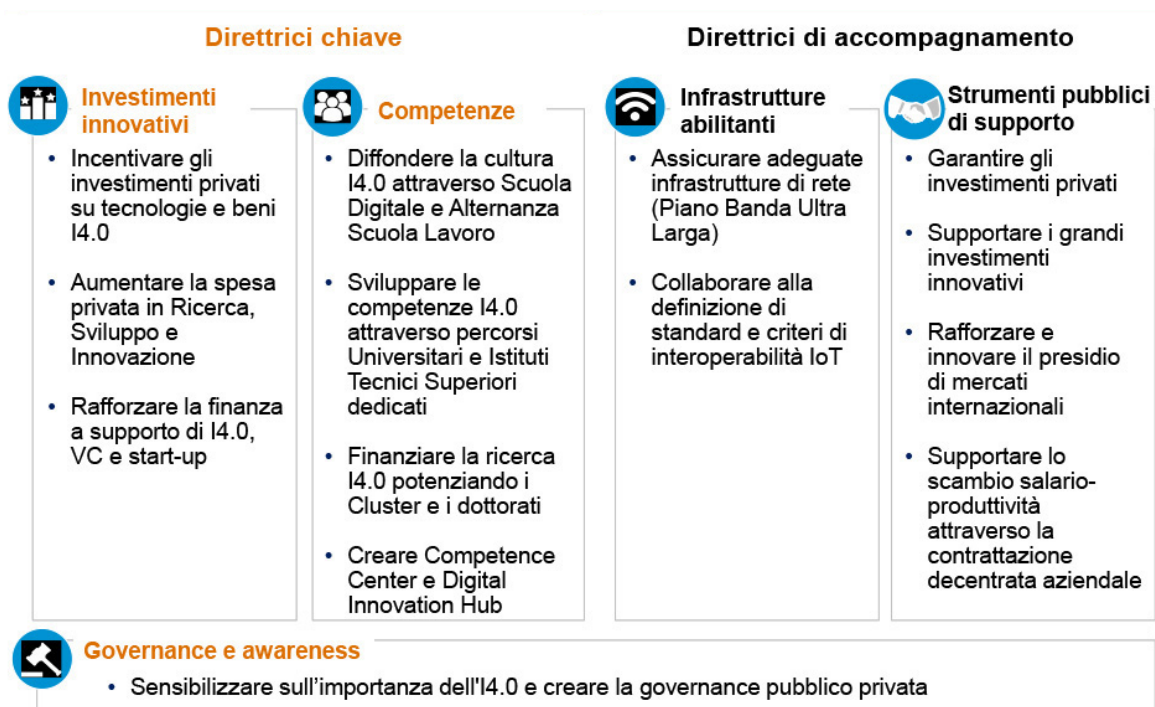 Direttrici chiave
Direttrici di accompagnamento
Investimenti
innovativi
• Incentivare gli
investimenti privati
su tecnologie e beni
I4.0
• Aumentare la spesa
privata in Ricerca,
Sviluppo e
Innovazione
• Rafforzare la finanza
a supporto di I4.0,
VC e start-up
Competenze
• Diffondere la cultura
I4.0 attraverso Scuola
Digitale e Alternanza
Scuola Lavoro
• Sviluppare le
competenze I4.0
attraverso percorsi
Universitari e Istituti
Tecnici Superiori
dedicati
• Finanziare la ricerca
I4.0 potenziando i
Cluster e i dottorati
• Creare Competence
Center e Digital
Innovation Hub
Infrastrutture
abilitanti
• Assicurare adeguate
infrastrutture di rete
(Piano Banda Ultra
Larga)
• Collaborare alla
definizione di
standard e criteri di
interoperabilità IoT
Strumenti pubblici
di supporto
• Garantire gli
investimenti privati
• Supportare i grandi
investimenti
innovativi
• Rafforzare e
innovare il presidio
di mercati
internazionali
• Supportare lo
scambio salario-
produttività
attraverso la
contrattazione
decentrata aziendale
Governance e awareness
• Sensibilizzare sull’importanza dell'I4.0 e creare la governance pubblico privata